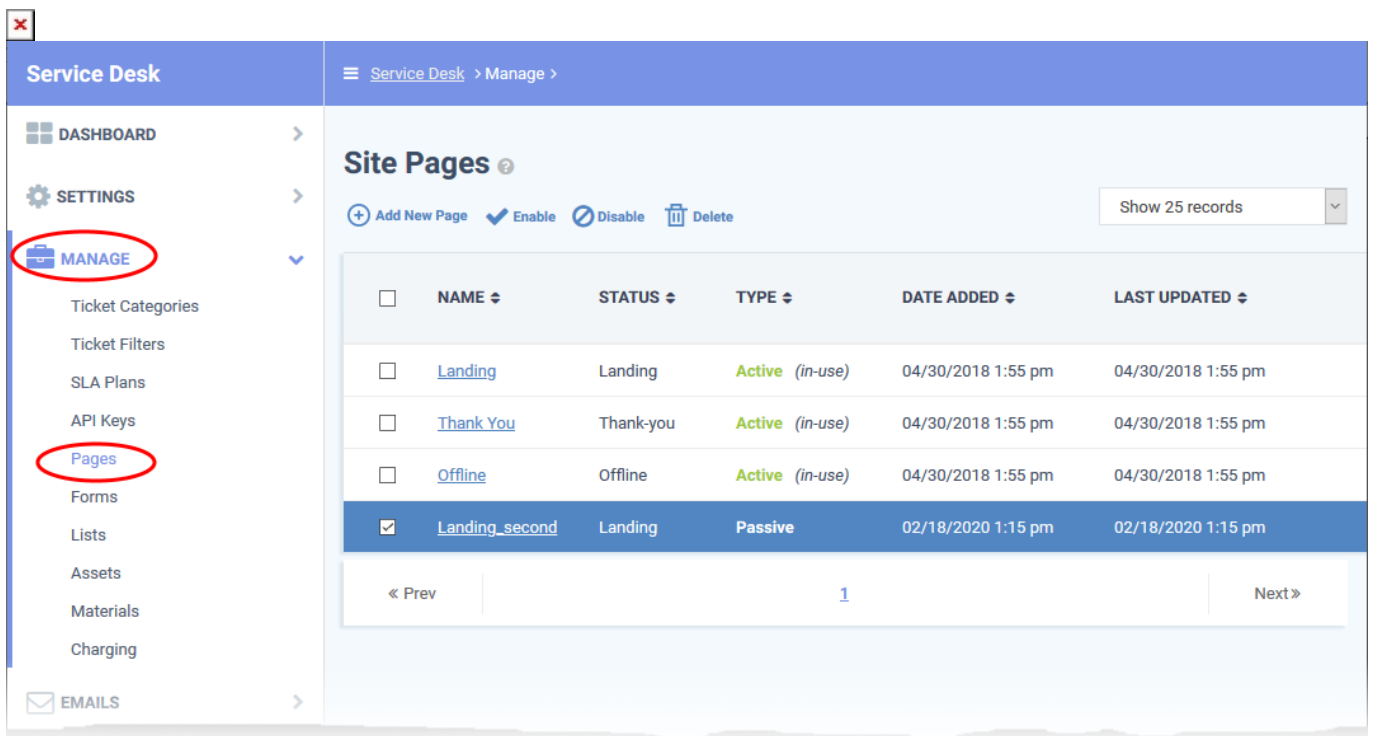 Service Desk
Service Desk > Manage >
DASHBOARD
SETTINGS
MANAGE
Ticket Categories
Ticket Filters
SLA Plans
API Keys
Pages
Forms
Lists
Assets
Materials
Charging
EMAILS
Site Pages
Add New Page Enable Disable Delete
Show 25 records
NAME STATUS TYPE DATE ADDED LAST UPDATED
Landing Landing Active (in-use) 04/30/2018 1:55 pm 04/30/2018 1:55 pm
Thank You Thank-you Active (in-use) 04/30/2018 1:55 pm 04/30/2018 1:55 pm
Offline Offline Active (in-use) 04/30/2018 1:55 pm 04/30/2018 1:55 pm
Landing_second Landing Passive 02/18/2020 1:15 pm 02/18/2020 1:15 pm
« Prev 1 Next »